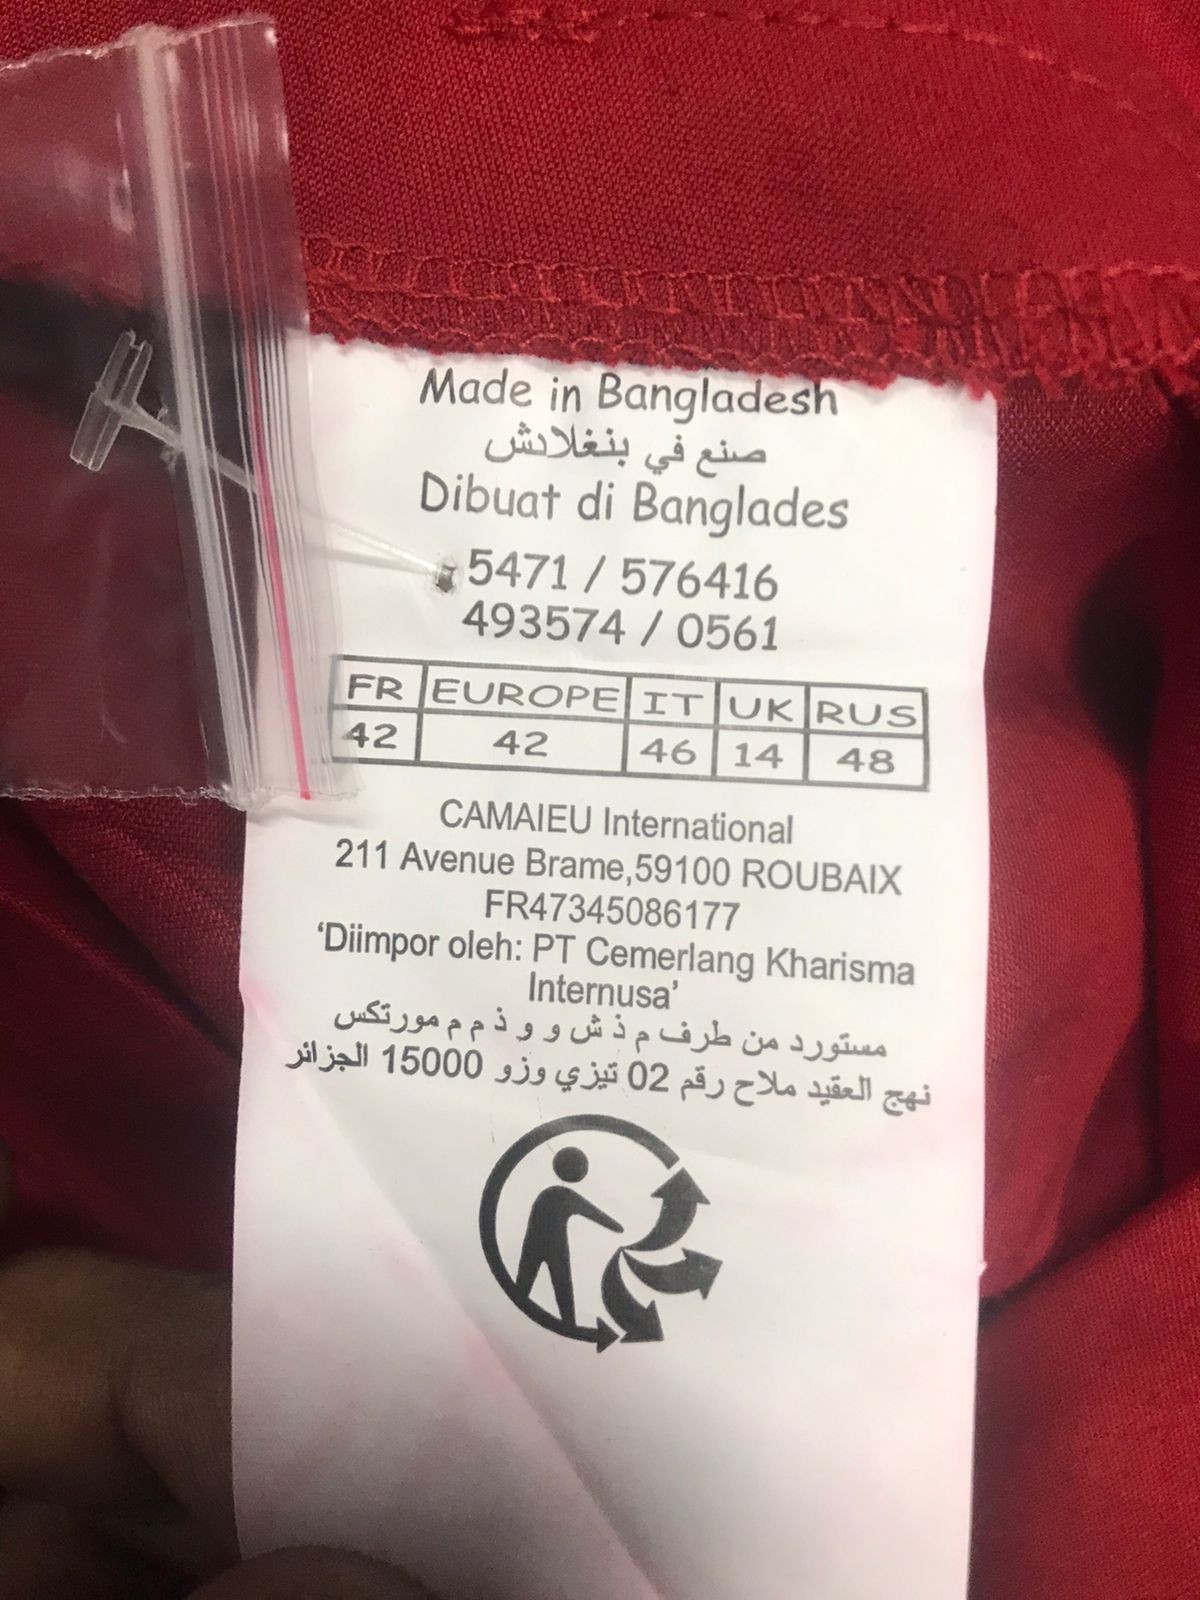 Made in Bangladesh
صنع في بنغلادش
Dibuat di Banglades
5471 / 576416
493574 / 0561
FR EUROPE IT UK RUS
42 42 46 14 48
CAMAIEU International
211 Avenue Brame,59100 ROUBAIX
FR47345086177
‘Diimpor oleh: PT Cemerlang Kharisma
Internusa’
مستورد من طرف م ذ ش و و ذ م م مورتكس
نهج العقيد ملاح رقم 02 تيزي وزو 15000 الجزائر